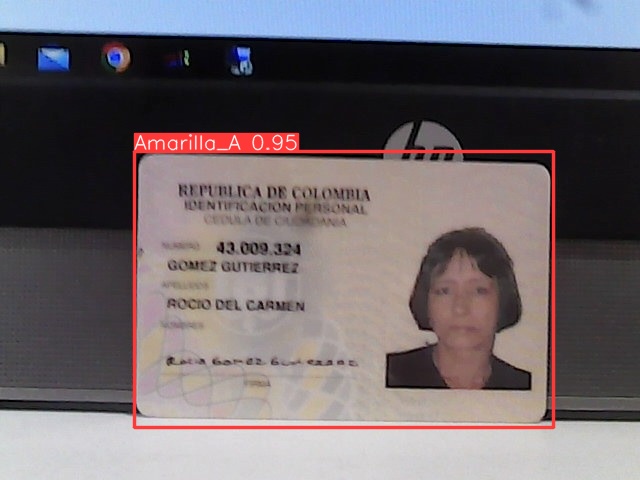 Amarilla_A 0.95
hp
REPUBLICA DE COLOMBIA
IDENTIFICACION PERSONAL
CEDULA DE CIUDADANIA
NUMERO 43.009.324
GOMEZ GUTIERREZ
APELLIDOS
ROCIO DEL CARMEN
NOMBRES
Rocio Gomez Gutierrez
FIRMA